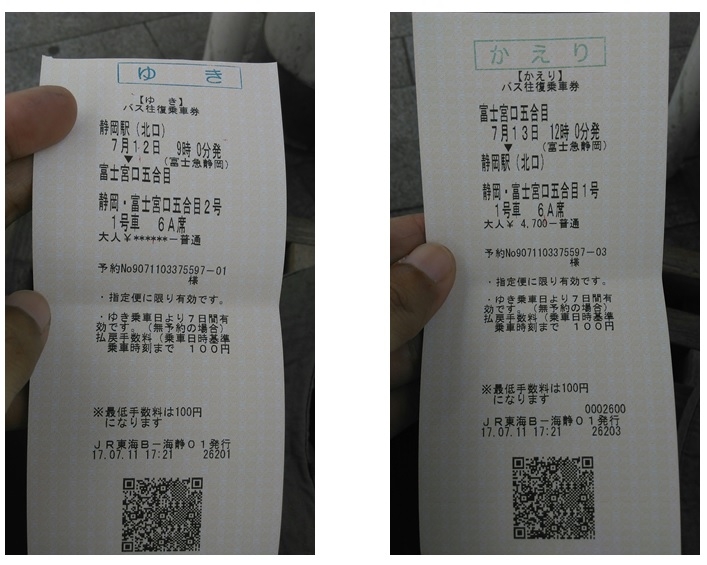 ゆ き
【ゆ き】
バス往復乗車券
静岡駅（北口）
7月12日 9時 0分発
▼ （富士急静岡）
富士宮口五合目
静岡・富士宮口五合目2号
1号車 6A席
大人￥******－普通
予約No9071103375597－01
様
・指定便に限り有効です。
・ゆき乗車日より7日間有
効です。（無予約の場合）
払戻手数料（乗車日時基準
乗車時刻まで 100円
※最低手数料は100円
になります
JR東海B－海静01発行
17.07.11 17:21 26201
か え り
【かえり】
バス往復乗車券
富士宮口五合目
7月13日 12時 0分発
▼ （富士急静岡）
静岡駅（北口）
静岡・富士宮口五合目1号
1号車 6A席
大人￥ 4,700－普通
予約No9071103375597－03
様
・指定便に限り有効です。
・ゆき乗車日より7日間有
効です。（無予約の場合）
払戻手数料（乗車日時基準
乗車時刻まで 100円
※最低手数料は100円
になります
0002600
JR東海B－海静01発行
17.07.11 17:21 26203